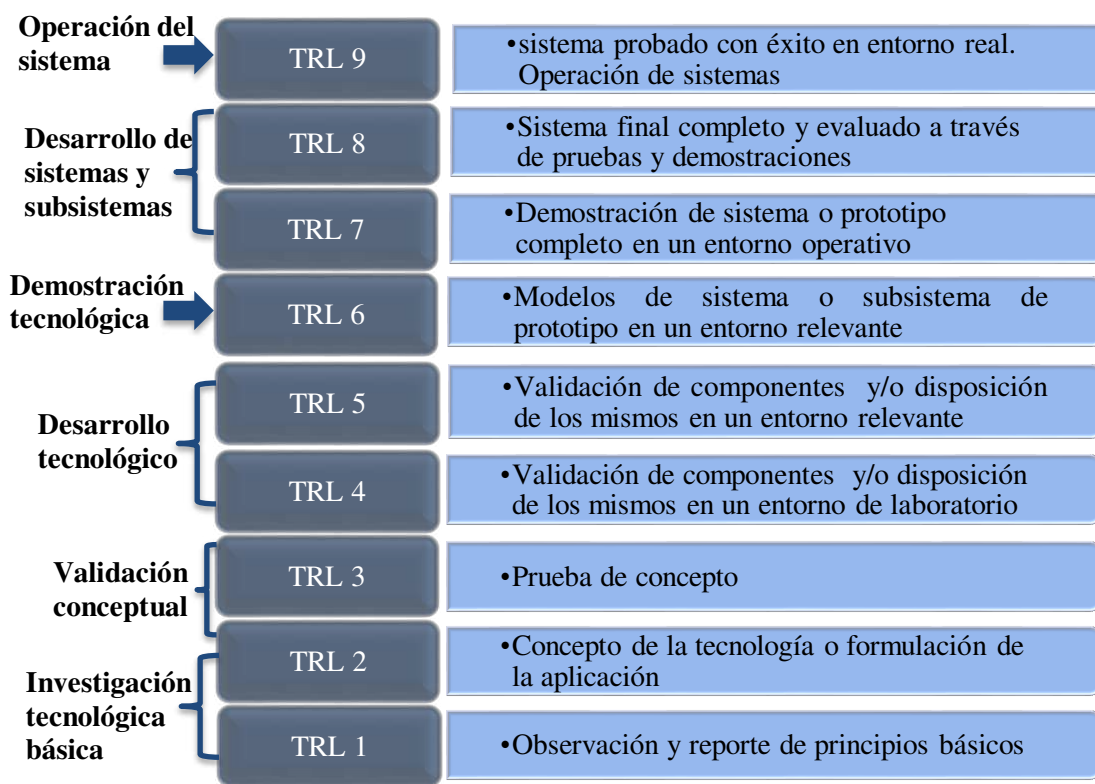 Operación del
sistema
TRL 9
•sistema probado con éxito en entorno real.
Operación de sistemas
Desarrollo de
sistemas y
subsistemas
TRL 8
•Sistema final completo y evaluado a través
de pruebas y demostraciones
TRL 7
•Demostración de sistema o prototipo
completo en un entorno operativo
Demostración
tecnológica
TRL 6
•Modelos de sistema o subsistema de
prototipo en un entorno relevante
Desarrollo
tecnológico
TRL 5
•Validación de componentes y/o disposición
de los mismos en un entorno relevante
TRL 4
•Validación de componentes y/o disposición
de los mismos en un entorno de laboratorio
Validación
conceptual
TRL 3
•Prueba de concepto
Investigación
tecnológica
básica
TRL 2
•Concepto de la tecnología o formulación de
la aplicación
TRL 1
•Observación y reporte de principios básicos